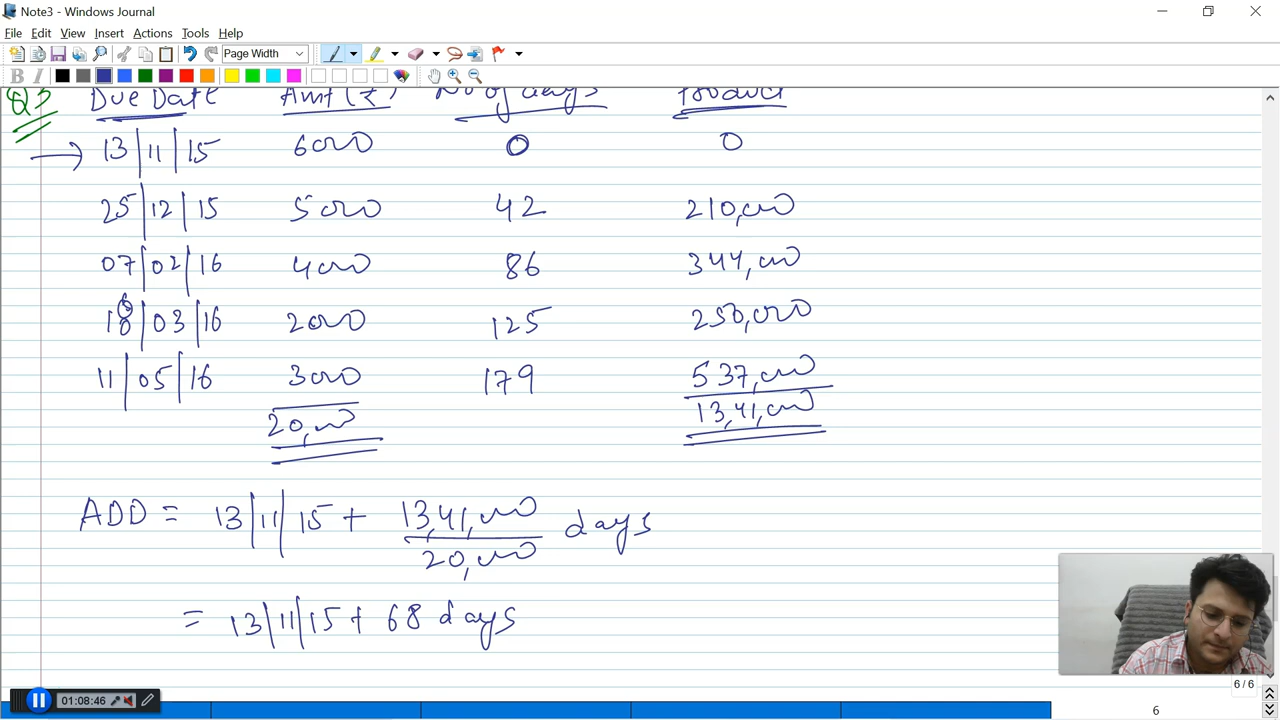 Note3 - Windows Journal
File Edit View Insert Actions Tools Help
Page Width
B I
Q3 Due Date Amt (₹) No of days Product
13|11|15 6000 0 0
25|12|15 5000 42 210,000
07|02|16 4000 86 344,000
18|03|16 2000 125 250,000
11|05|16 3000 179 537,000
20,000 13,41,000
ADD = 13|11|15 + 13,41,000 / 20,000 days
= 13|11|15 + 68 days
6/6
01:08:46
6